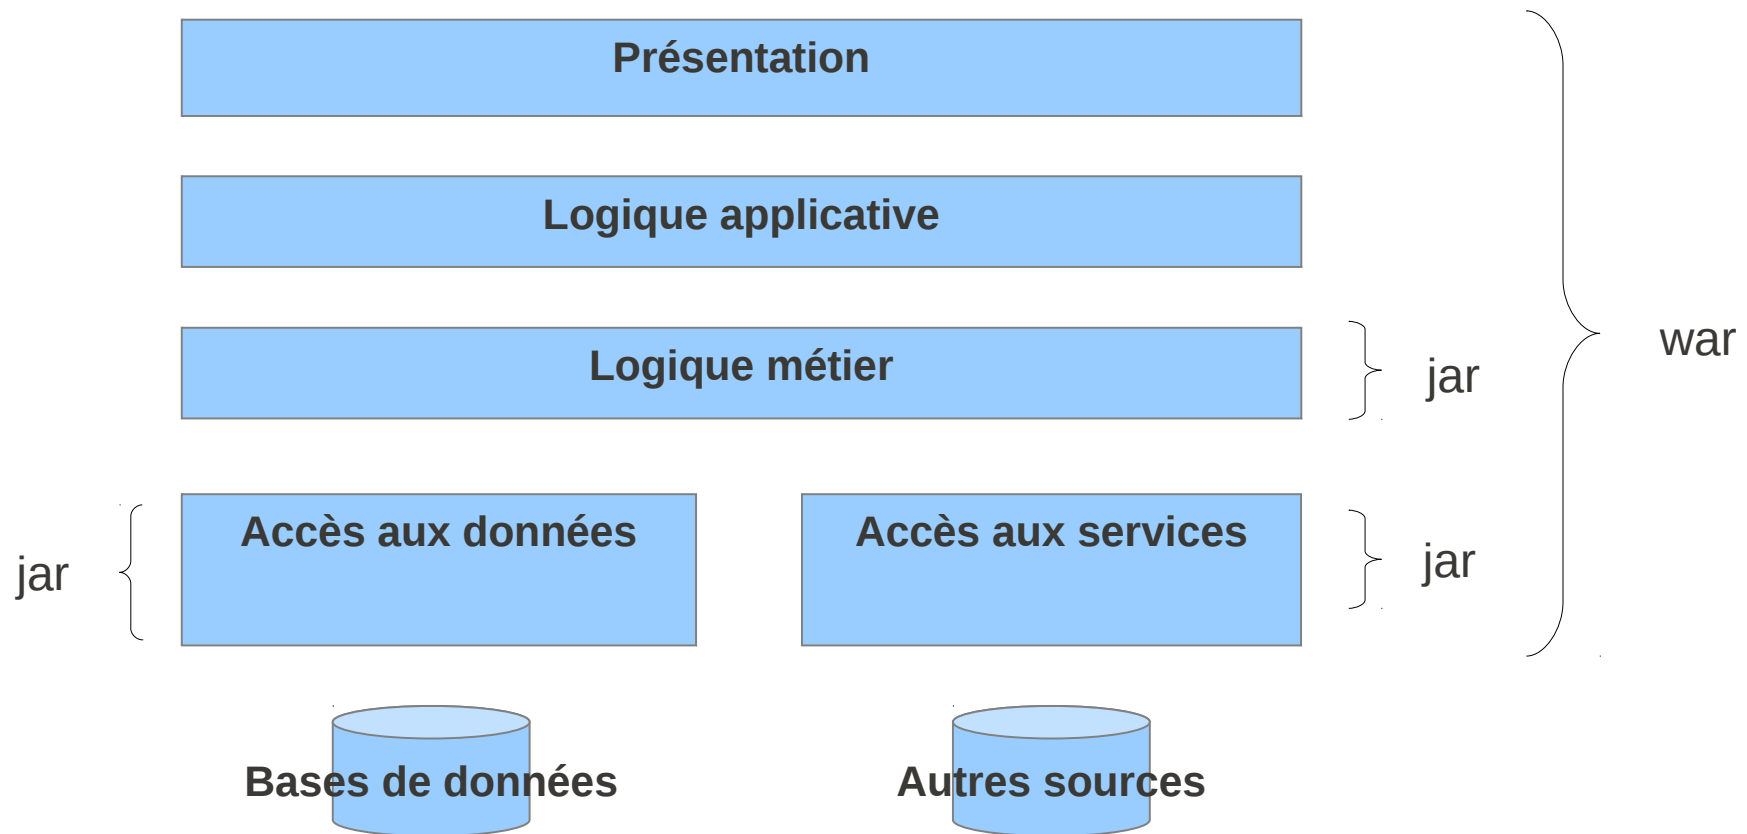 Présentation
Logique applicative
war
Logique métier
jar
Accès aux données
Accès aux services
jar
jar
Bases de données
Autres sources